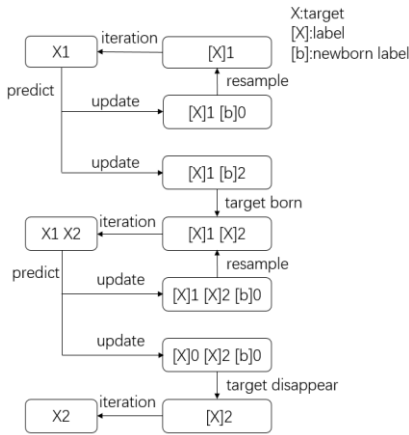 X:target
[X]:label
[b]:newborn label
X1
iteration
[X]1
resample
predict
update
[X]1 [b]0
update
[X]1 [b]2
target born
X1 X2
iteration
[X]1 [X]2
resample
predict
update
[X]1 [X]2 [b]0
update
[X]0 [X]2 [b]0
target disappear
X2
iteration
[X]2